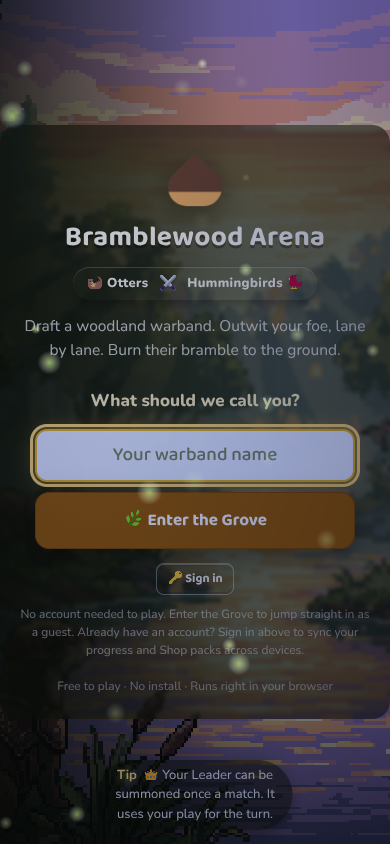 Bramblewood Arena
Otters Hummingbirds
Draft a woodland warband. Outwit your foe, lane
by lane. Burn their bramble to the ground.
What should we call you?
Your warband name
Enter the Grove
Sign in
No account needed to play. Enter the Grove to jump straight in as
a guest. Already have an account? Sign in above to sync your
progress and Shop packs across devices.
Free to play · No install · Runs right in your browser
Tip Your Leader can be
summoned once a match. It
uses your play for the turn.